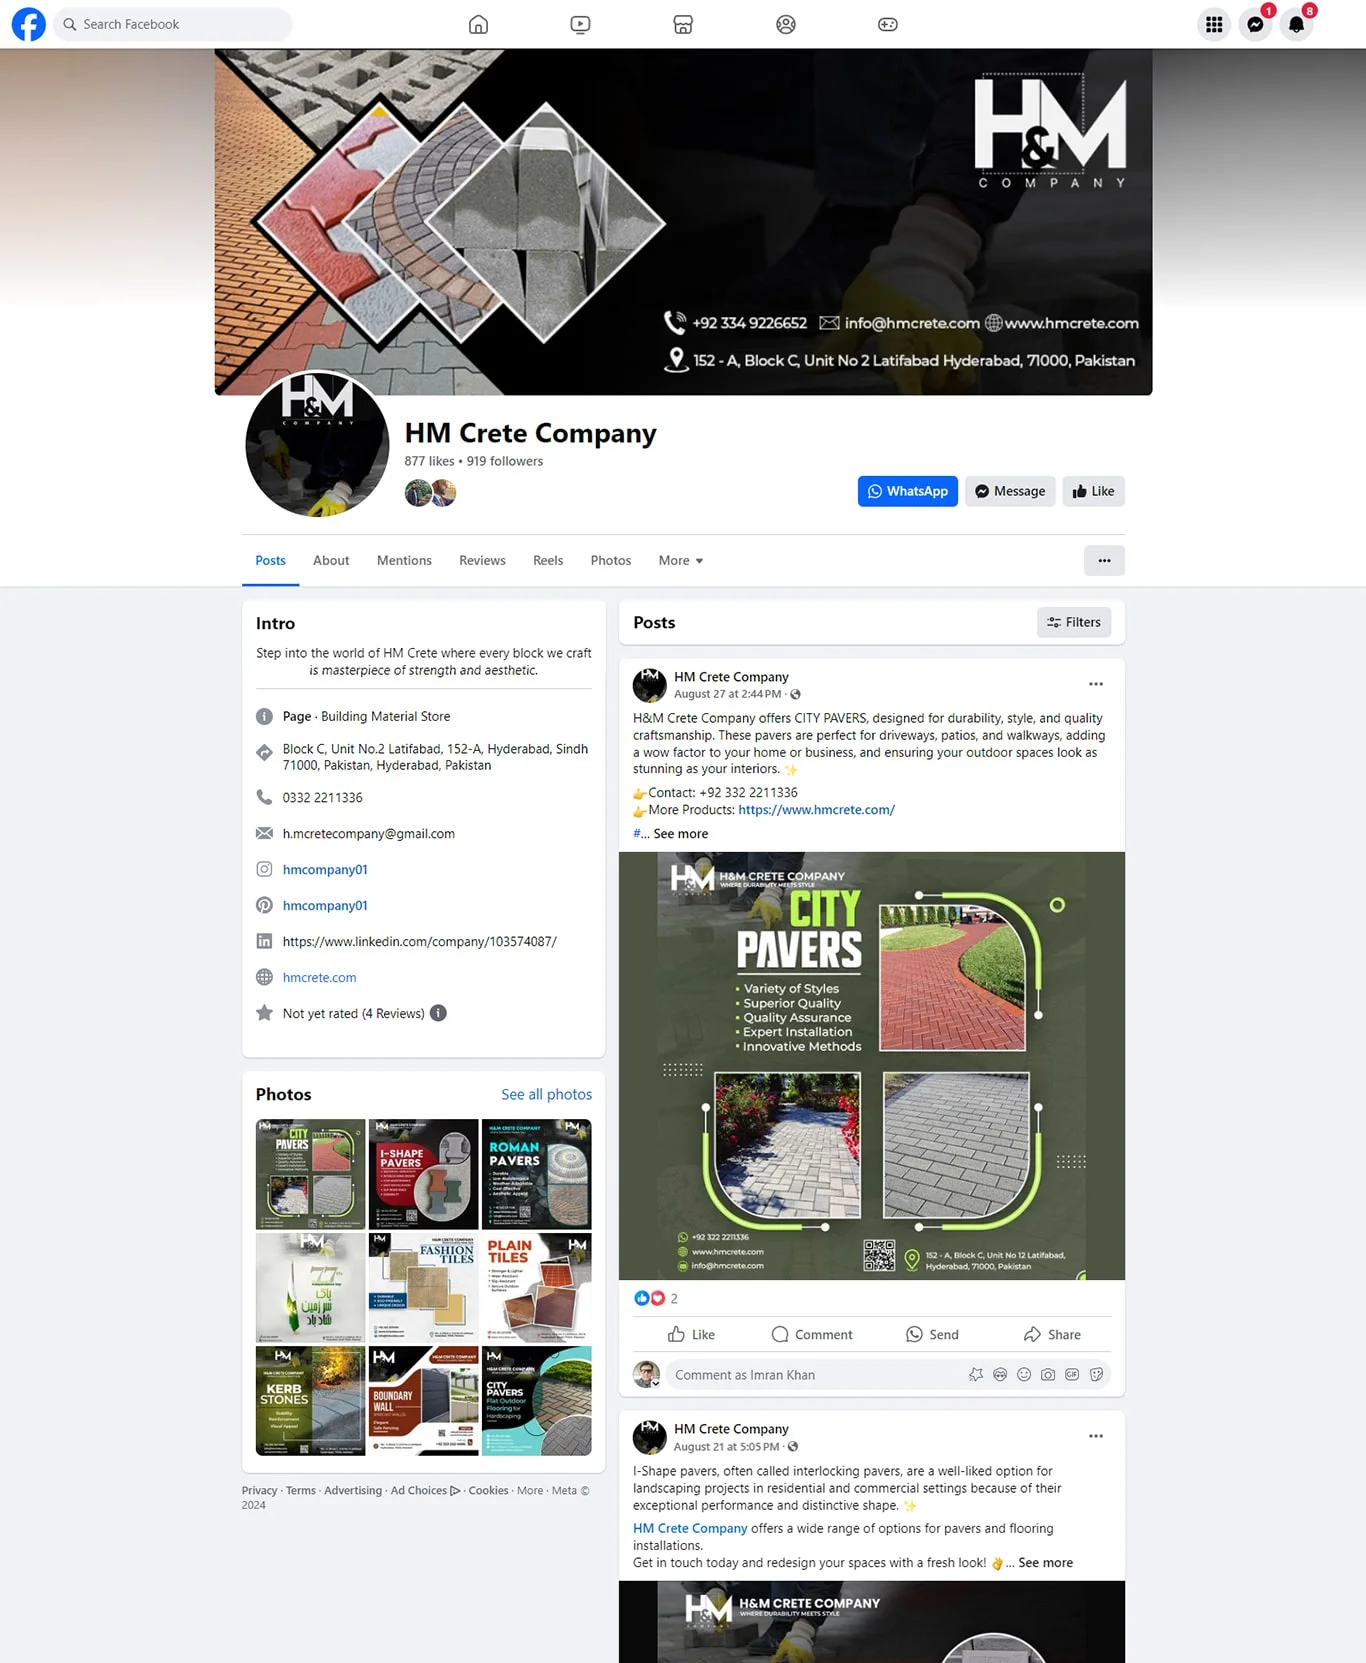 Search Facebook
1
8
H&M
COMPANY
+92 334 9226652 info@hmcrete.com www.hmcrete.com
152 - A, Block C, Unit No 2 Latifabad Hyderabad, 71000, Pakistan
H&M
COMPANY
HM Crete Company
877 likes • 919 followers
WhatsApp Message Like
Posts About Mentions Reviews Reels Photos More
Intro
Step into the world of HM Crete where every block we craft
is masterpiece of strength and aesthetic.
Page · Building Material Store
Block C, Unit No.2 Latifabad, 152-A, Hyderabad, Sindh
71000, Pakistan, Hyderabad, Pakistan
0332 2211336
h.mcretecompany@gmail.com
hmcompany01
hmcompany01
https://www.linkedin.com/company/103574087/
hmcrete.com
Not yet rated (4 Reviews)
Photos
See all photos
CITY
PAVERS
I-SHAPE
PAVERS
ROMAN
PAVERS
77
پاک
سرزمین
شاد باد
FASHION
TILES
PLAIN
TILES
KERB
STONES
BOUNDARY
WALL
CITY
PAVERS
Flat Outdoor
Flooring for
Hardscaping
Privacy · Terms · Advertising · Ad Choices · Cookies · More · Meta ©
2024
Posts
Filters
HM Crete Company
August 27 at 2:44 PM ·
H&M Crete Company offers CITY PAVERS, designed for durability, style, and quality
craftsmanship. These pavers are perfect for driveways, patios, and walkways, adding
a wow factor to your home or business, and ensuring your outdoor spaces look as
stunning as your interiors. ✨
👉Contact: +92 332 2211336
👉More Products: https://www.hmcrete.com/
#... See more
H&M H&M CRETE COMPANY
WHERE DURABILITY MEETS STYLE
CITY
PAVERS
• Variety of Styles
• Superior Quality
• Quality Assurance
• Expert Installation
• Innovative Methods
+92 322 2211336
www.hmcrete.com
info@hmcrete.com
152 - A, Block C, Unit No 12 Latifabad,
Hyderabad, 71000, Pakistan
2
Like Comment Send Share
Comment as Imran Khan
GIF
HM Crete Company
August 21 at 5:05 PM ·
I-Shape pavers, often called interlocking pavers, are a well-liked option for
landscaping projects in residential and commercial settings because of their
exceptional performance and distinctive shape. ✨
HM Crete Company offers a wide range of options for pavers and flooring
installations.
Get in touch today and redesign your spaces with a fresh look! 👌... See more
H&M H&M CRETE COMPANY
WHERE DURABILITY MEETS STYLE